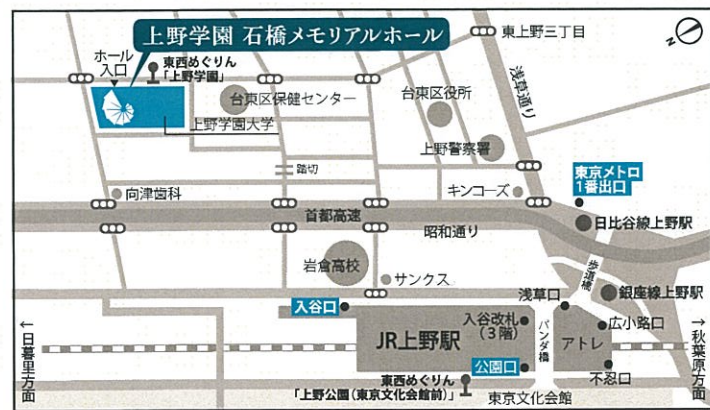 上野学園 石橋メモリアルホール
東上野三丁目
N
ホール
入口
東西めぐりん
「上野学園」
台東区保健センター
台東区役所
浅草通り
上野学園大学
上野警察署
踏切
東京メトロ
1番出口
向津歯科
キンコーズ
首都高速
日比谷線上野駅
昭和通り
歩道橋
岩倉高校
サンクス
銀座線上野駅
入谷口
浅草口
入谷改札
(3階)
広小路口
JR上野駅
パンダ橋
アトレ
←日暮里方面
→秋葉原方面
公園口
東西めぐりん
「上野公園(東京文化会館前)」
不忍口
東京文化会館